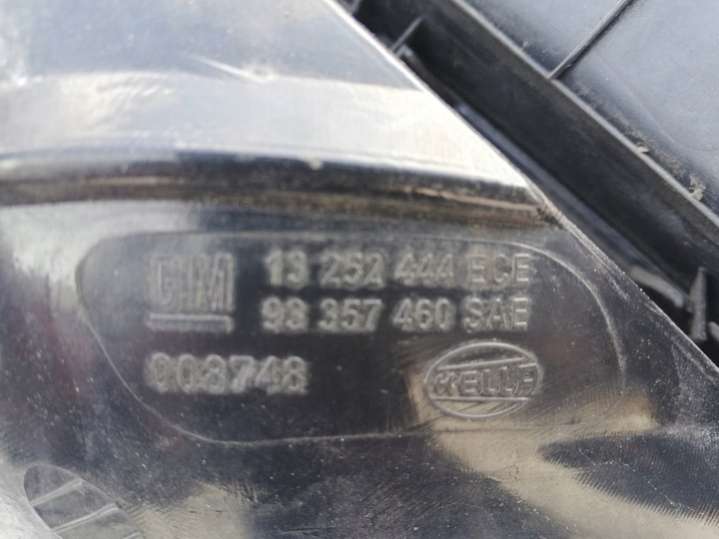 GM 13 252 444 ECE
93 357 460 SAE
008748 HELLA